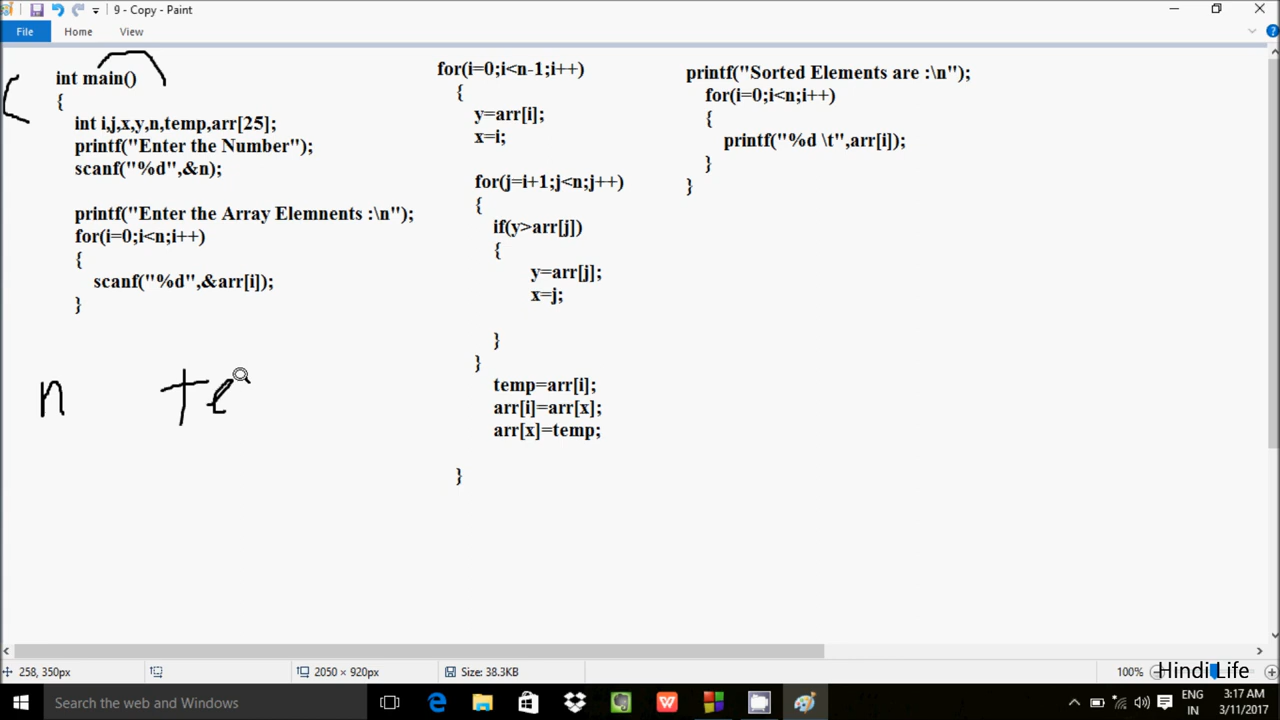 9 - Copy - Paint
File Home View
int main()
{
int i,j,x,y,n,temp,arr[25];
printf("Enter the Number");
scanf("%d",&n);
printf("Enter the Array Elemnents :\n");
for(i=0;i<n;i++)
{
scanf("%d",&arr[i]);
}
n te
for(i=0;i<n-1;i++)
{
y=arr[i];
x=i;
for(j=i+1;j<n;j++)
{
if(y>arr[j])
{
y=arr[j];
x=j;
}
}
temp=arr[i];
arr[i]=arr[x];
arr[x]=temp;
}
printf("Sorted Elements are :\n");
for(i=0;i<n;i++)
{
printf("%d \t",arr[i]);
}
}
258, 350px 2050 × 920px Size: 38.3KB 100%
Hindi Life
Search the web and Windows
ENG 3:17 AM
IN 3/11/2017